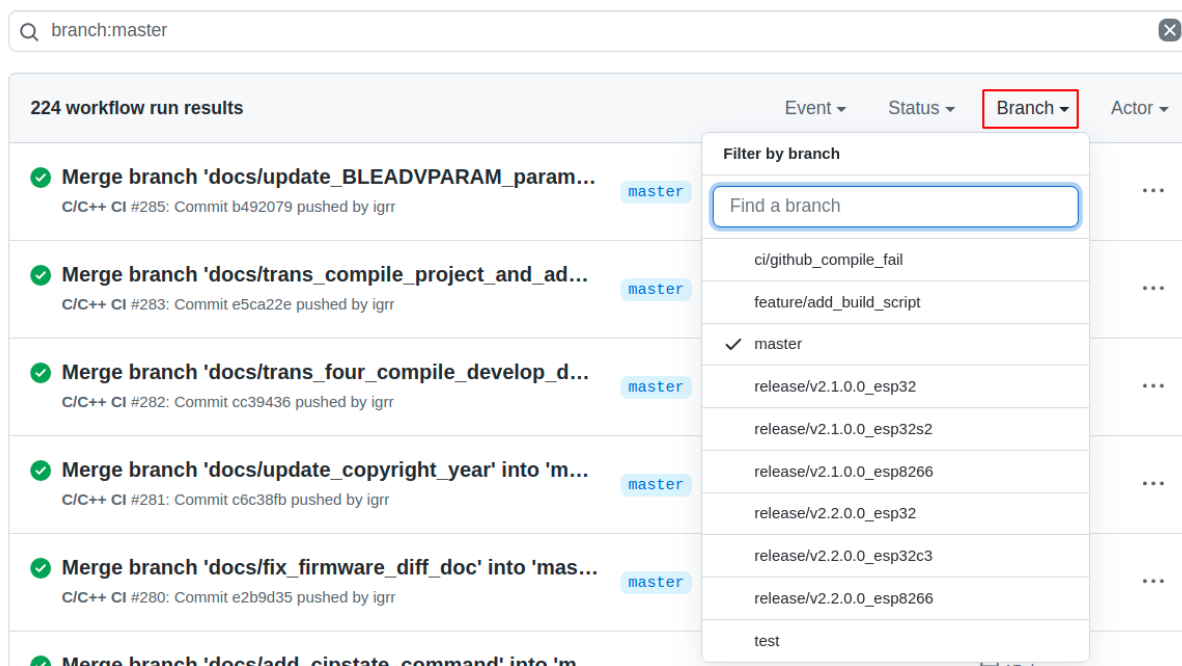 branch:master
224 workflow run results
Event
Status
Branch
Actor
Merge branch 'docs/update_BLEADVPARAM_param...
C/C++ CI #285: Commit b492079 pushed by igrr
master
Merge branch 'docs/trans_compile_project_and_ad...
C/C++ CI #283: Commit e5ca22e pushed by igrr
master
Merge branch 'docs/trans_four_compile_develop_d...
C/C++ CI #282: Commit cc39436 pushed by igrr
master
Merge branch 'docs/update_copyright_year' into 'm...
C/C++ CI #281: Commit c6c38fb pushed by igrr
master
Merge branch 'docs/fix_firmware_diff_doc' into 'mas...
C/C++ CI #280: Commit e2b9d35 pushed by igrr
master
Merge branch 'docs/add_cipstate_command' into 'm
Filter by branch
Find a branch
ci/github_compile_fail
feature/add_build_script
master
release/v2.1.0.0_esp32
release/v2.1.0.0_esp32s2
release/v2.1.0.0_esp8266
release/v2.2.0.0_esp32
release/v2.2.0.0_esp32c3
release/v2.2.0.0_esp8266
test